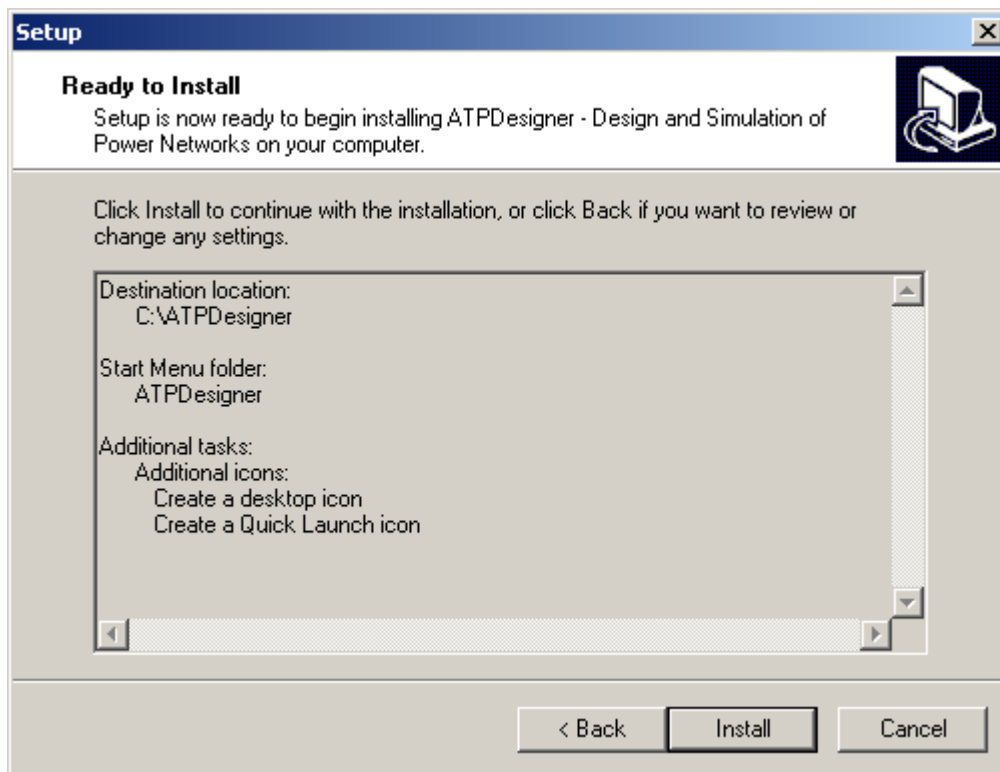 Setup
Ready to Install
Setup is now ready to begin installing ATPDesigner - Design and Simulation of
Power Networks on your computer.
Click Install to continue with the installation, or click Back if you want to review or
change any settings.
Destination location:
C:\ATPDesigner
Start Menu folder:
ATPDesigner
Additional tasks:
Additional icons:
Create a desktop icon
Create a Quick Launch icon
< Back
Install
Cancel